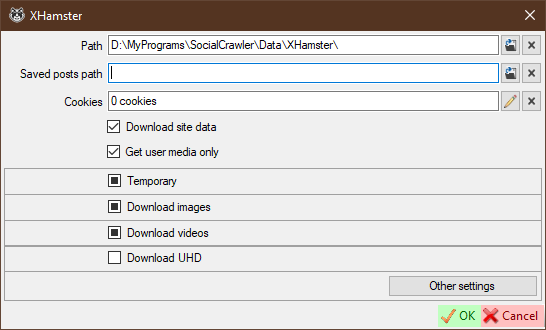 XHamster
Path D:\MyPrograms\SocialCrawler\Data\XHamster\
Saved posts path
Cookies 0 cookies
Download site data
Get user media only
Temporary
Download images
Download videos
Download UHD
Other settings
OK Cancel